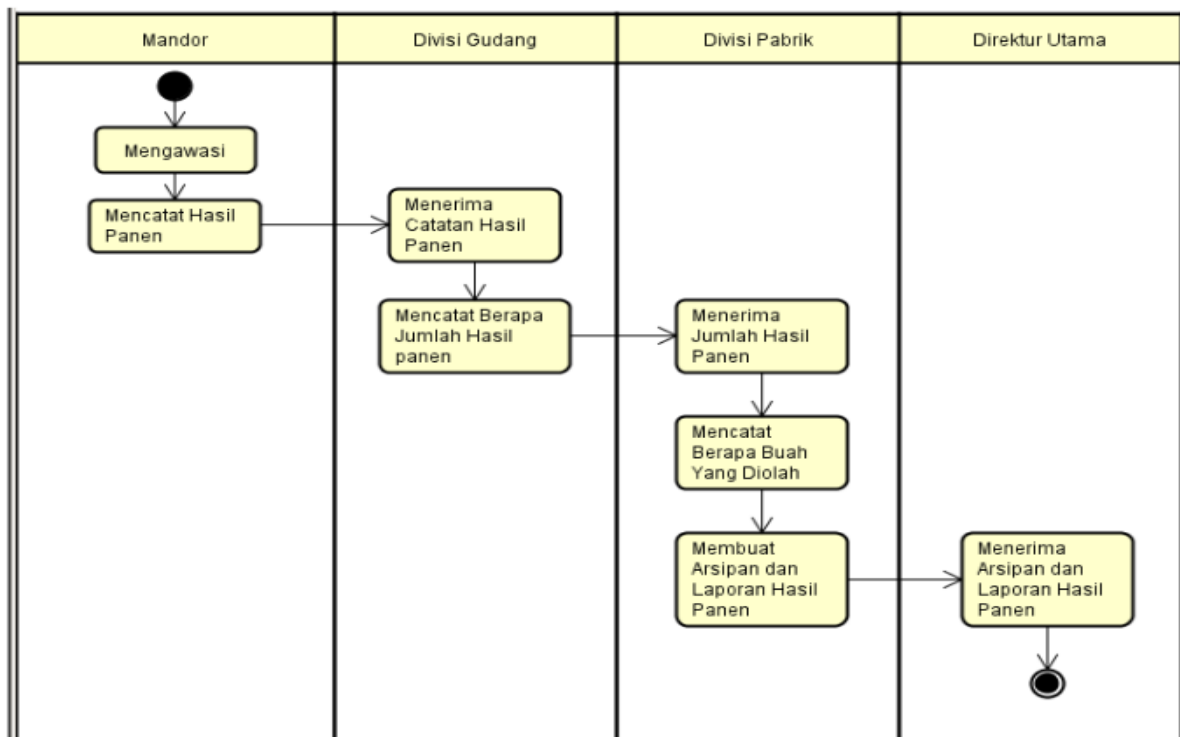 Mandor
Divisi Gudang
Divisi Pabrik
Direktur Utama
Mengawasi
Mencatat Hasil
Panen
Menerima
Catatan Hasil
Panen
Mencatat Berapa
Jumlah Hasil
panen
Menerima
Jumlah Hasil
Panen
Mencatat
Berapa Buah
Yang Diolah
Membuat
Arsipan dan
Laporan Hasil
Panen
Menerima
Arsipan dan
Laporan Hasil
Panen